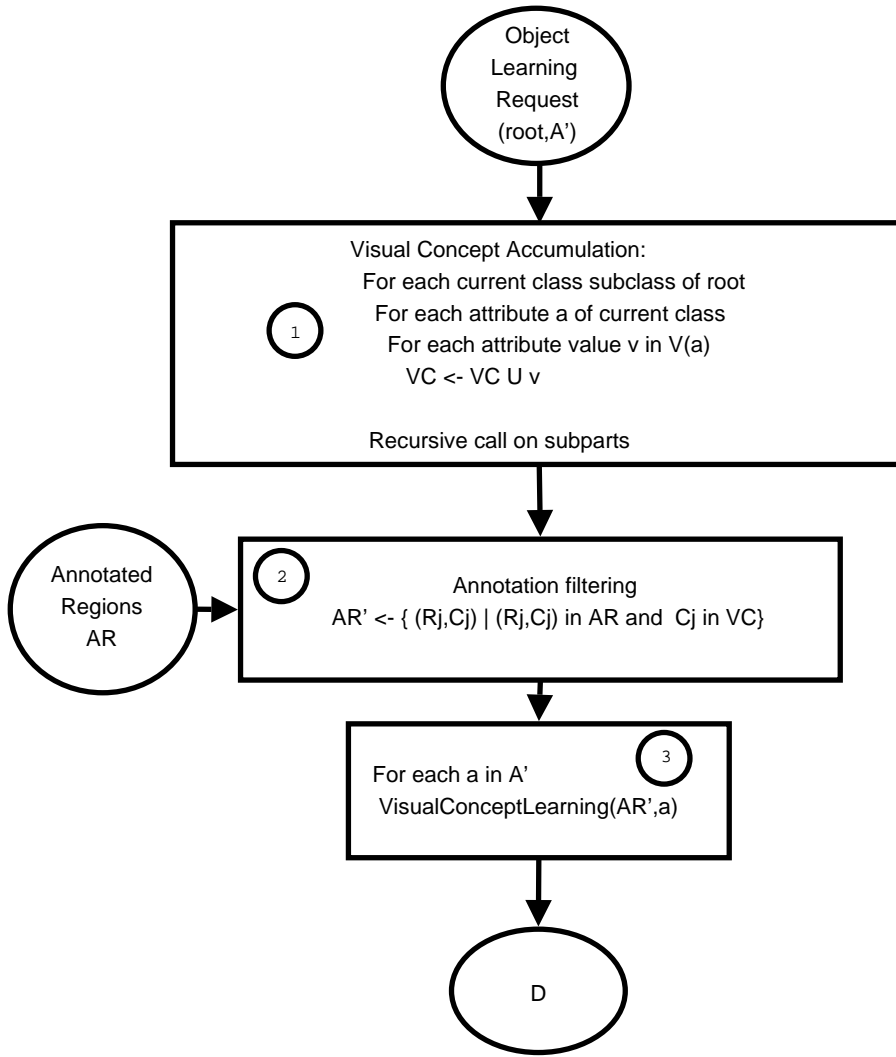 Object
Learning
Request
(root,A’)
Visual Concept Accumulation:
For each current class subclass of root
For each attribute a of current class
1
For each attribute value v in V(a)
VC <- VC U v
Recursive call on subparts
Annotated
Regions
AR
2
Annotation filtering
AR’ <- { (Rj,Cj) | (Rj,Cj) in AR and Cj in VC}
3
For each a in A’
VisualConceptLearning(AR’,a)
D